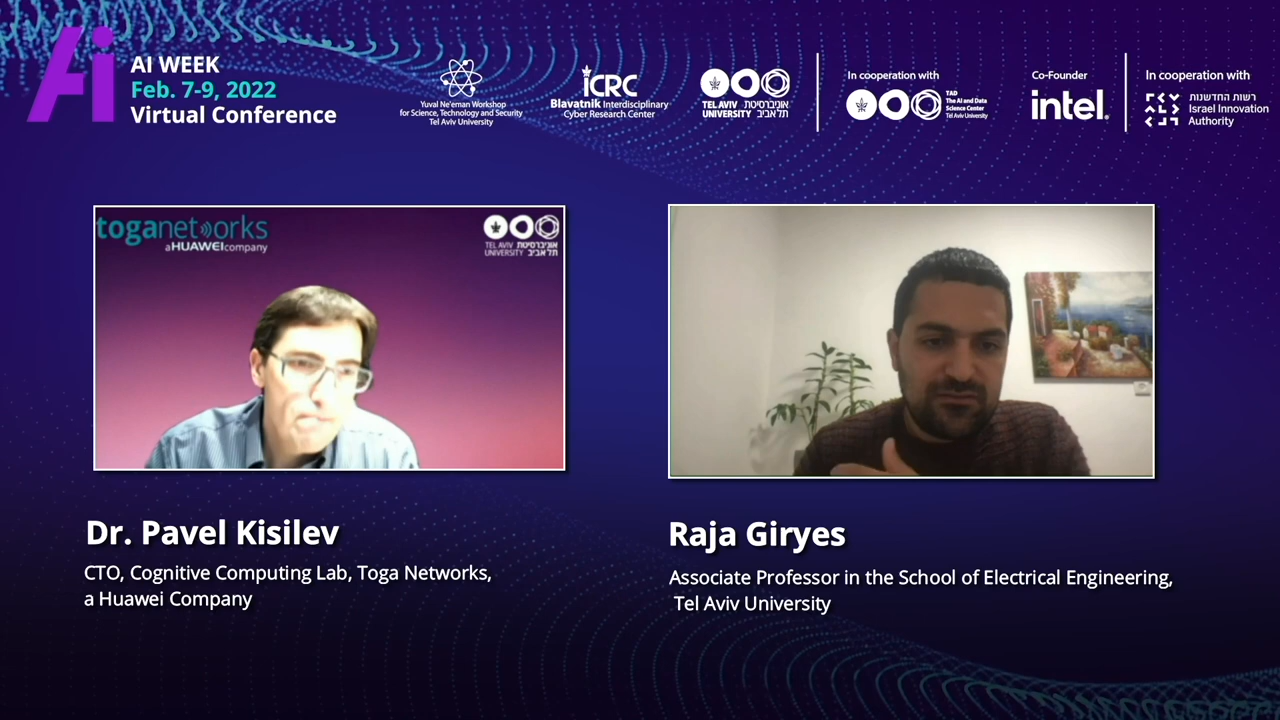 Ai
AI WEEK
Feb. 7-9, 2022
Virtual Conference
Yuval Ne'eman Workshop
for Science, Technology and Security
Tel Aviv University
iCRC
Blavatnik Interdisciplinary
Cyber Research Center
TEL AVIV אוניברסיטת
UNIVERSITY תל אביב
In cooperation with
TAD
The AI and Data
Science Center
Tel Aviv University
Co-Founder
intel.
In cooperation with
רשות החדשנות
Israel Innovation
Authority
toganetworks
a HUAWEI company
TEL AVIV אוניברסיטת
UNIVERSITY תל אביב
Dr. Pavel Kisilev
CTO, Cognitive Computing Lab, Toga Networks,
a Huawei Company
Raja Giryes
Associate Professor in the School of Electrical Engineering,
Tel Aviv University